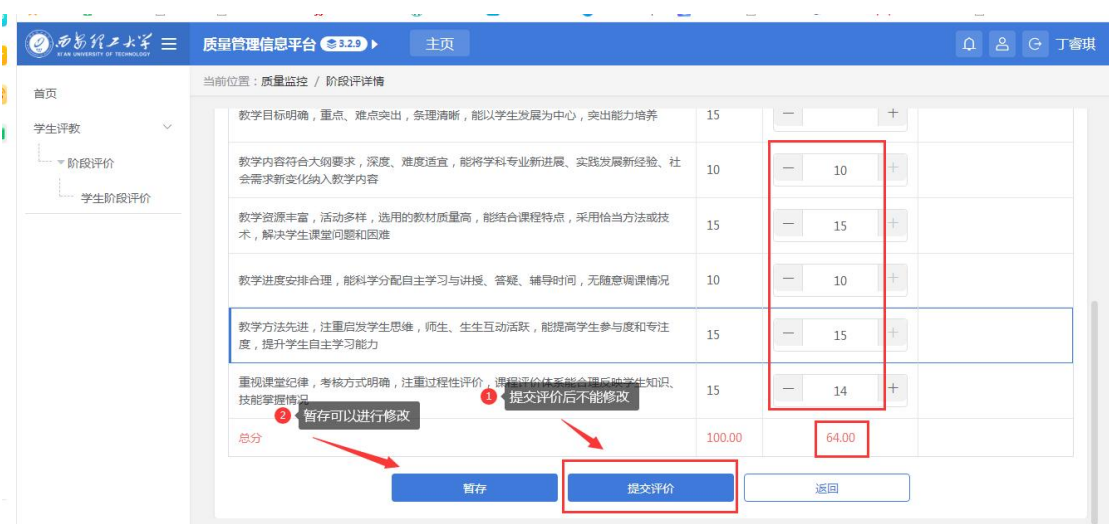 西安理工大学
XI'AN UNIVERSITY OF TECHNOLOGY
质量管理信息平台 3.2.9
主页
丁睿琪
当前位置：质量监控 / 阶段评详情
首页
学生评教
阶段评价
学生阶段评价
教学目标明确，重点、难点突出，条理清晰，能以学生发展为中心，突出能力培养 15 — +
教学内容符合大纲要求，深度、难度适宜，能将学科专业新进展、实践发展新经验、社
会需求新变化纳入教学内容
10 — 10 +
教学资源丰富，活动多样，选用的教材质量高，能结合课程特点，采用恰当方法或技
术，解决学生课堂问题和困难
15 — 15 +
教学进度安排合理，能科学分配自主学习与讲授、答疑、辅导时间，无随意调课情况 10 — 10 +
教学方法先进，注重启发学生思维，师生、生生互动活跃，能提高学生参与度和专注
度，提升学生自主学习能力
15 — 15 +
重视课堂纪律，考核方式明确，注重过程性评价，课程评价体系能合理反映学生知识、
技能掌握情况
15 — 14 +
1 提交评价后不能修改
2 暂存可以进行修改
总分 100.00 64.00
暂存 提交评价 返回